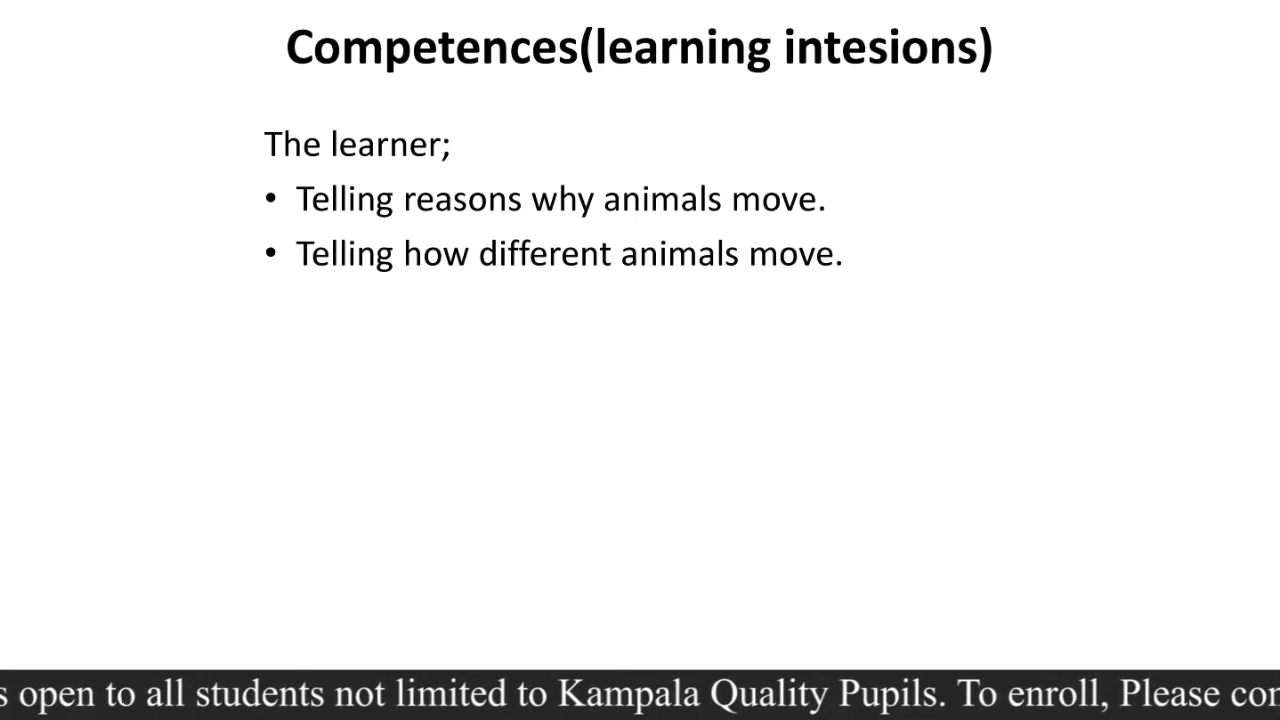 Competences(learning intesions)
The learner;
• Telling reasons why animals move.
• Telling how different animals move.
open to all students not limited to Kampala Quality Pupils. To enroll, Please